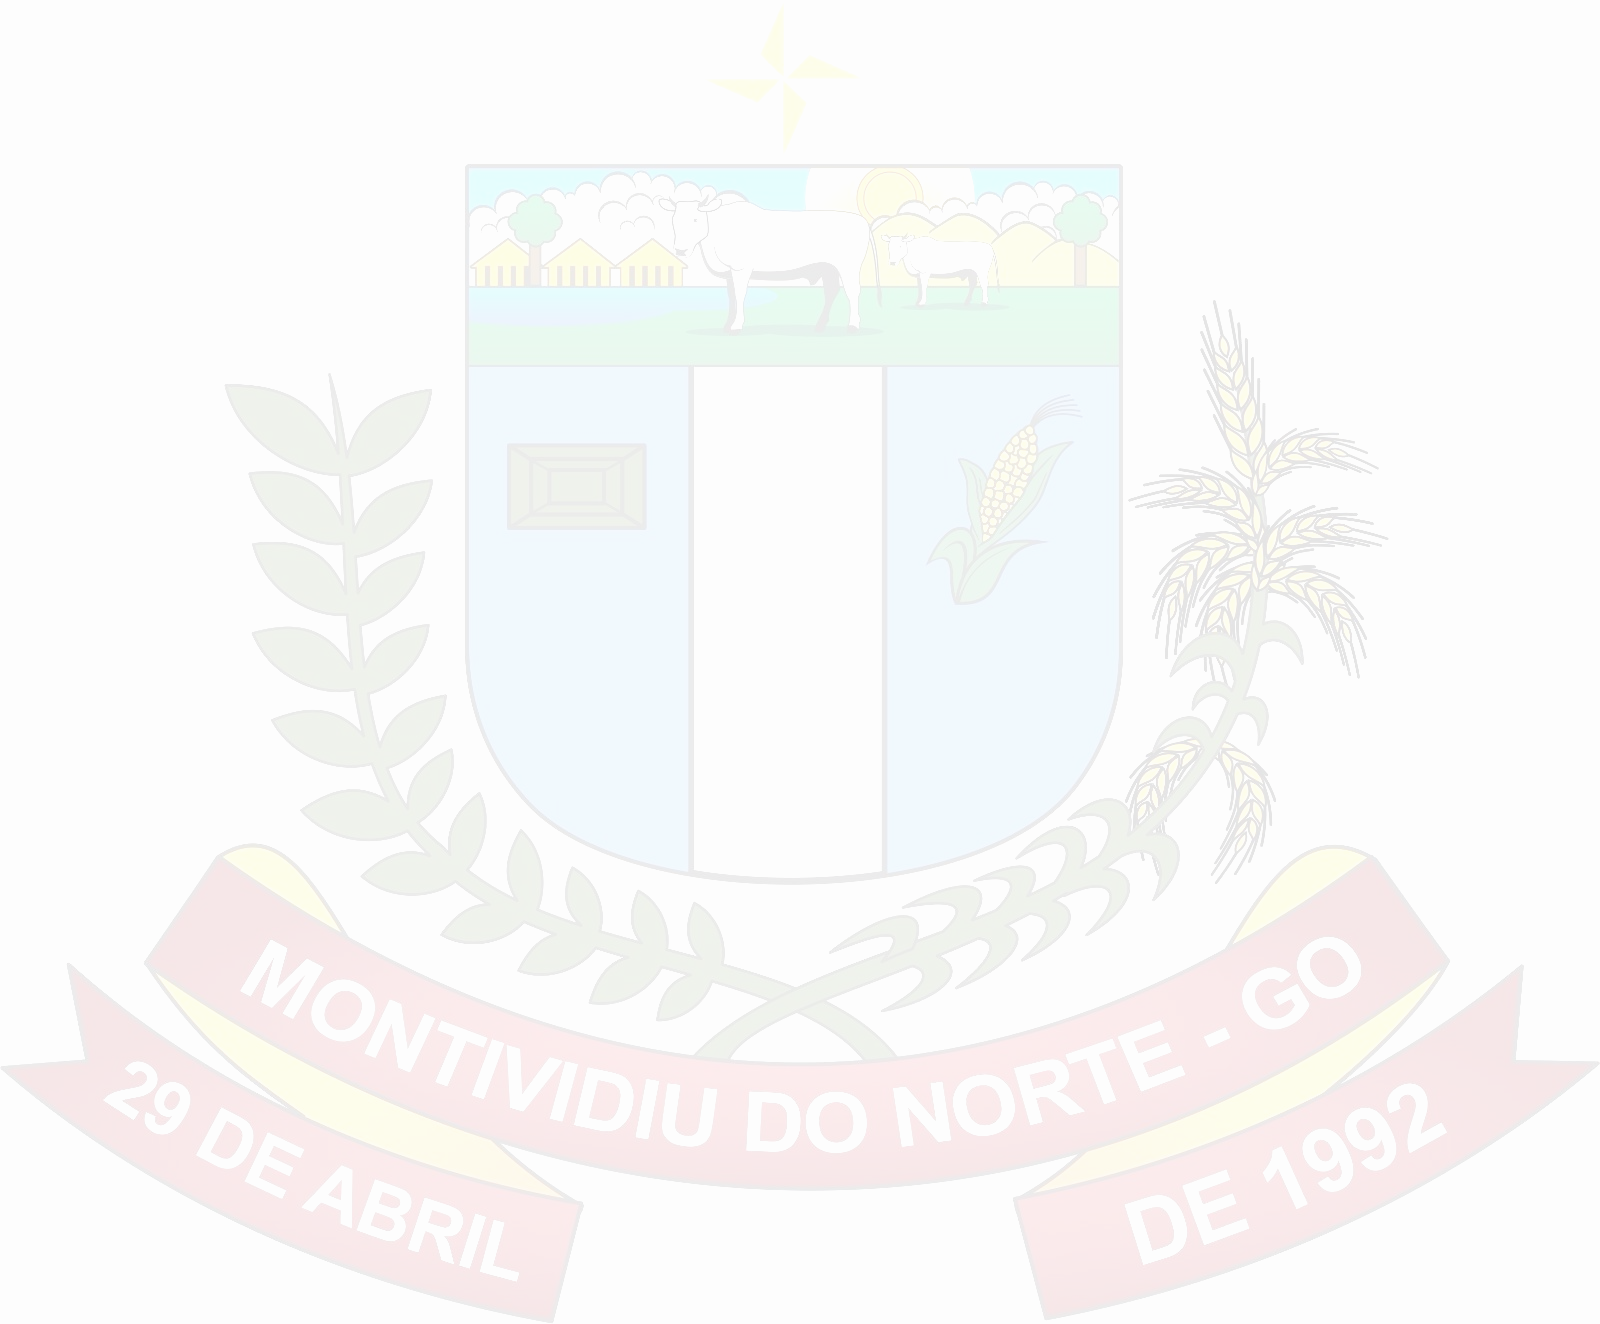 MONTIVIDIU DO NORTE - GO
29 DE ABRIL DE 1992